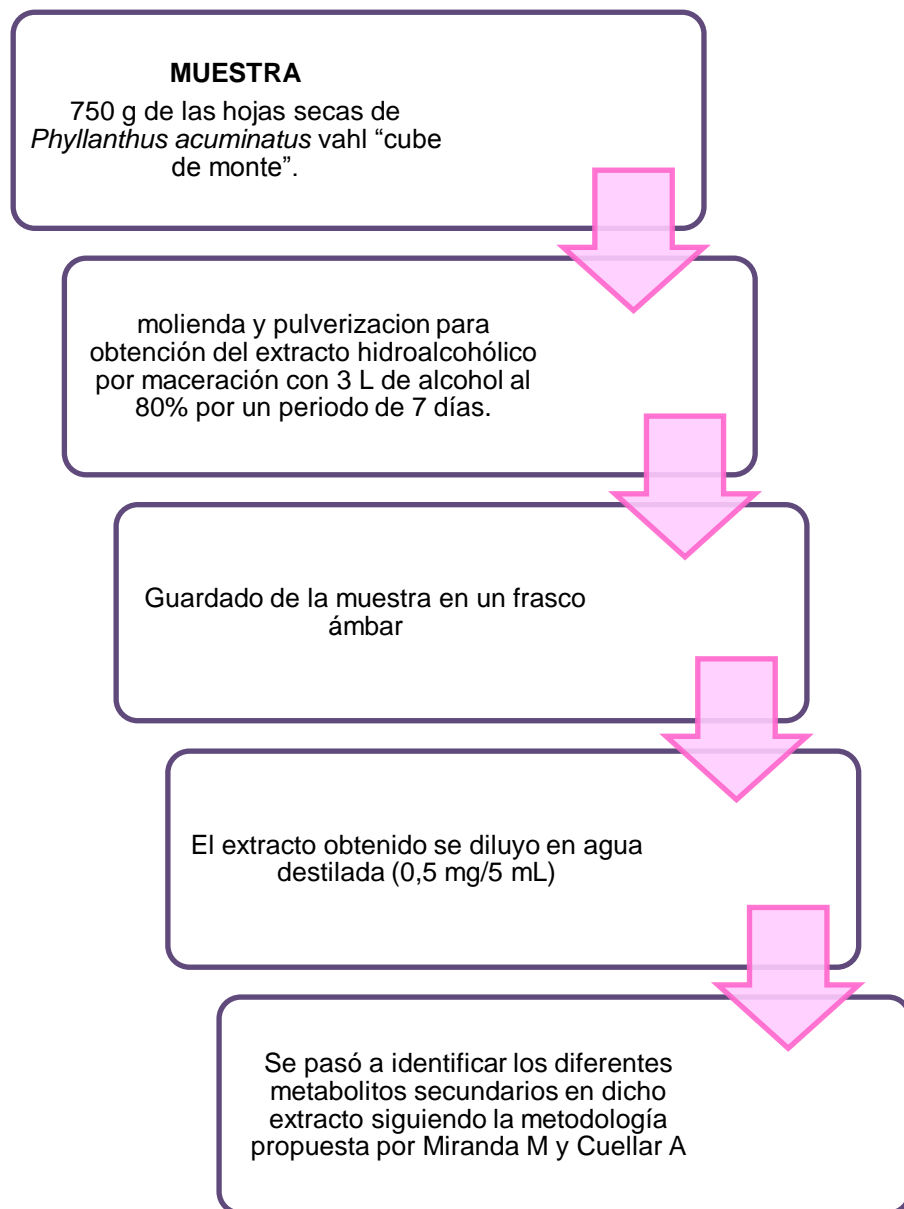 MUESTRA
750 g de las hojas secas de
Phyllanthus acuminatus vahl “cube
de monte”.
molienda y pulverizacion para
obtención del extracto hidroalcohólico
por maceración con 3 L de alcohol al
80% por un periodo de 7 días.
Guardado de la muestra en un frasco
ámbar
El extracto obtenido se diluyo en agua
destilada (0,5 mg/5 mL)
Se pasó a identificar los diferentes
metabolitos secundarios en dicho
extracto siguiendo la metodología
propuesta por Miranda M y Cuellar A